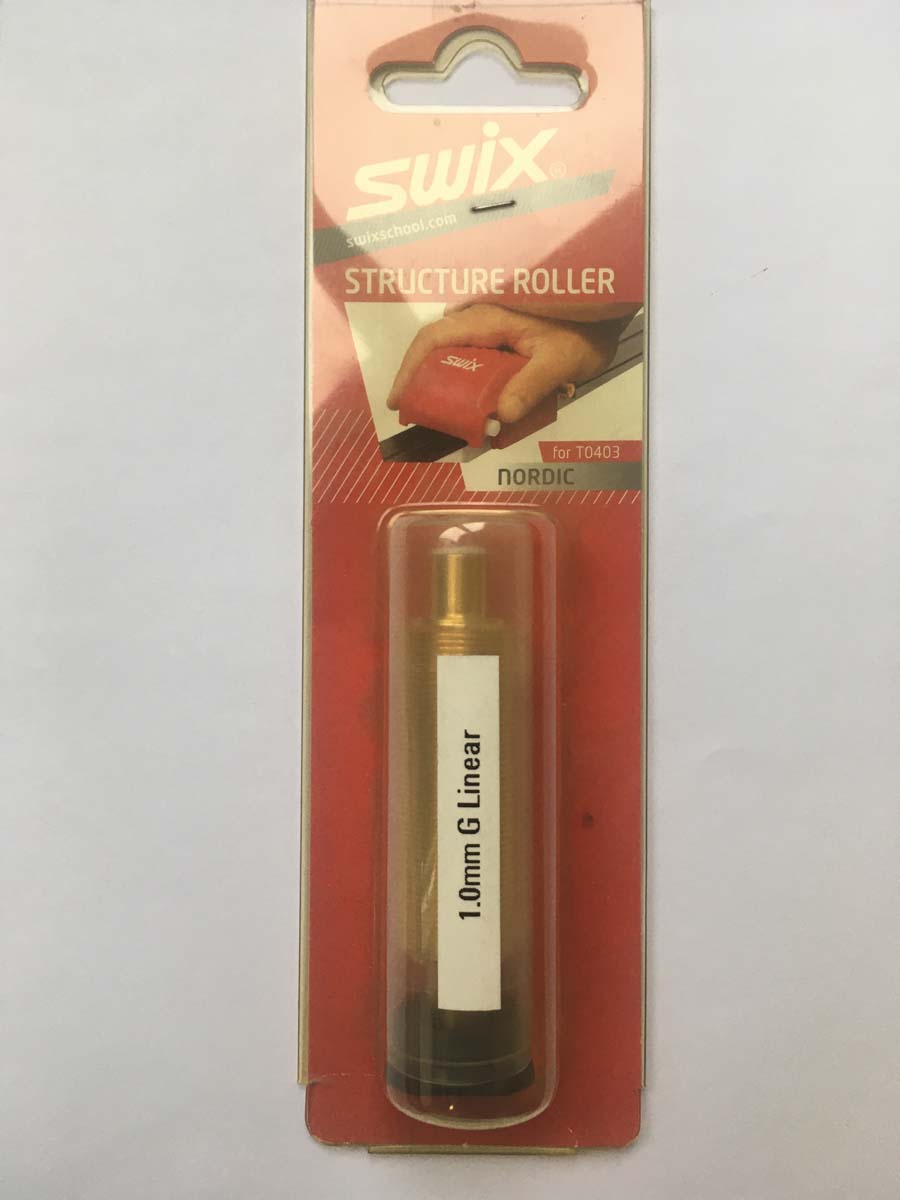 swix®
swixschool.com
STRUCTURE ROLLER
swix
for T0403
NORDIC
1.0mm G Linear